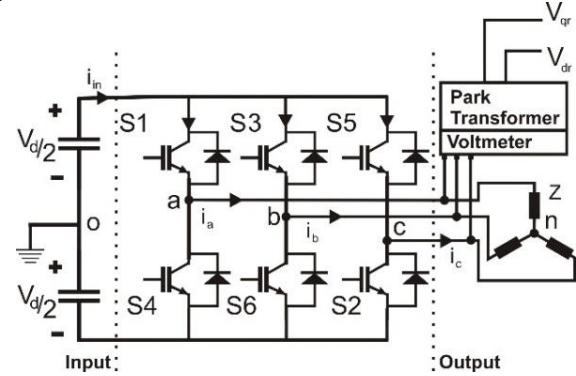 V_qr
V_dr
i_in
+
V_d/2
-
S1
S3
S5
Park
Transformer
Voltmeter
a
i_a
b
i_b
c
i_c
Z
n
o
+
V_d/2
-
S4
S6
S2
Input
Output